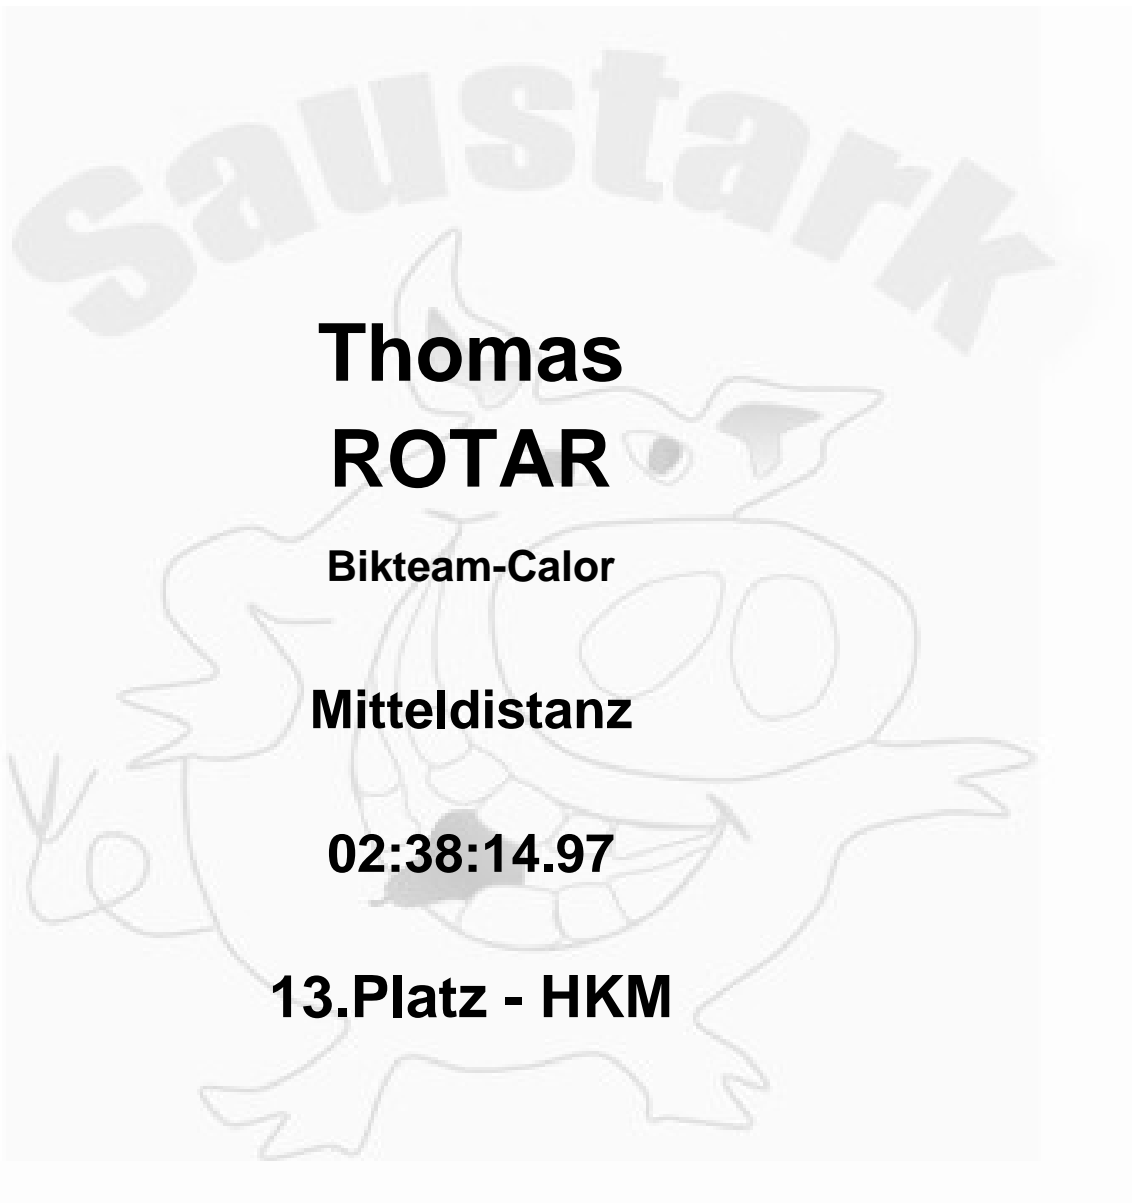 Saustark
Thomas
ROTAR
Bikteam-Calor
Mitteldistanz
02:38:14.97
13.Platz - HKM